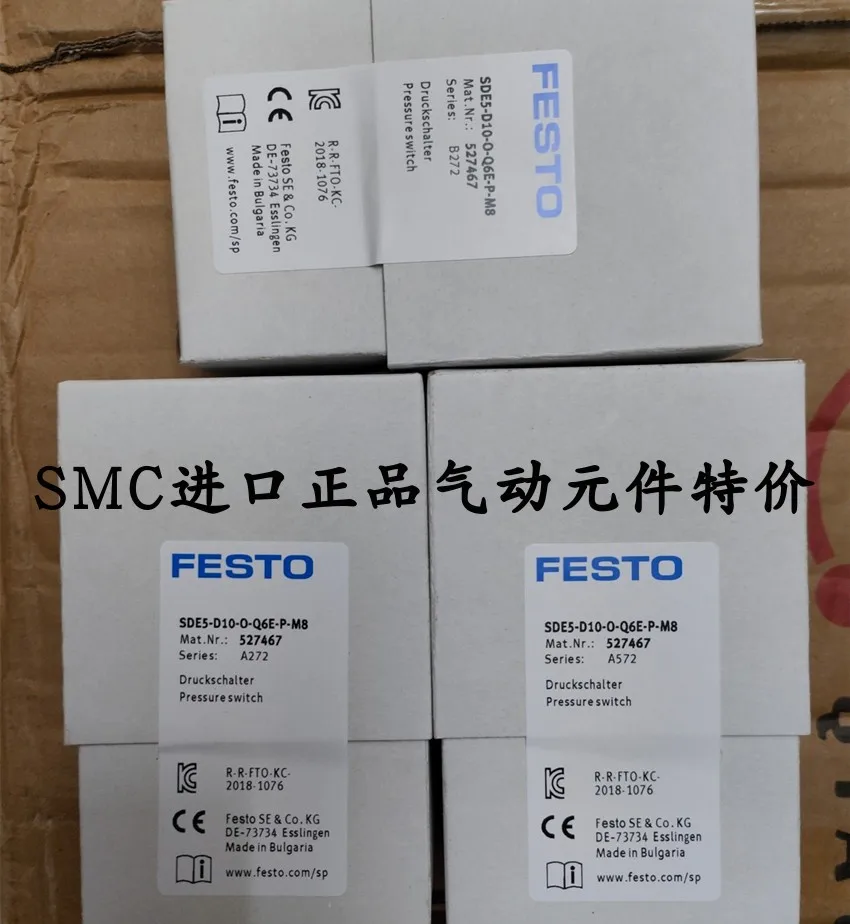 FESTO
SDE5-D10-O-Q6E-P-M8
Mat.Nr.: 527467
Series: B272
Druckschalter
Pressure switch
R-R-FTO-KC-
2018-1076
CE
Festo SE & Co. KG
DE-73734 Esslingen
Made in Bulgaria
www.festo.com/sp
SMC进口正品气动元件特价
FESTO
SDE5-D10-O-Q6E-P-M8
Mat.Nr.: 527467
Series: A272
Druckschalter
Pressure switch
R-R-FTO-KC-
2018-1076
CE
Festo SE & Co. KG
DE-73734 Esslingen
Made in Bulgaria
www.festo.com/sp
FESTO
SDE5-D10-O-Q6E-P-M8
Mat.Nr.: 527467
Series: A572
Druckschalter
Pressure switch
R-R-FTO-KC-
2018-1076
CE
Festo SE & Co. KG
DE-73734 Esslingen
Made in Bulgaria
www.festo.com/sp